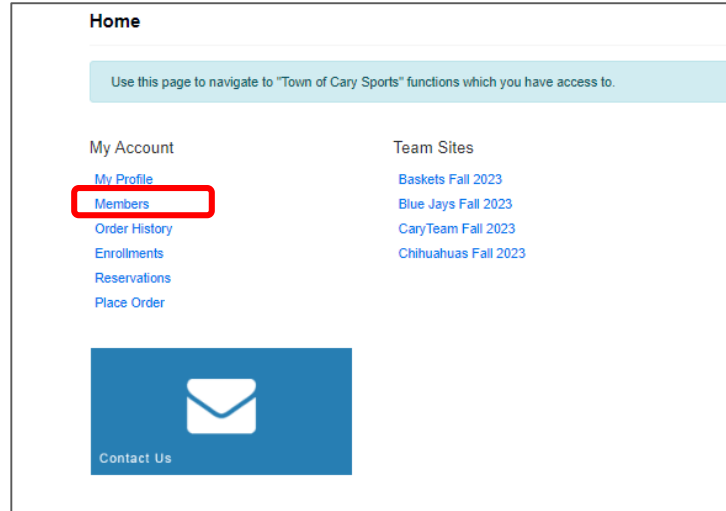 Home
Use this page to navigate to "Town of Cary Sports" functions which you have access to.
My Account
My Profile
Members
Order History
Enrollments
Reservations
Place Order
Team Sites
Baskets Fall 2023
Blue Jays Fall 2023
CaryTeam Fall 2023
Chihuahuas Fall 2023
Contact Us